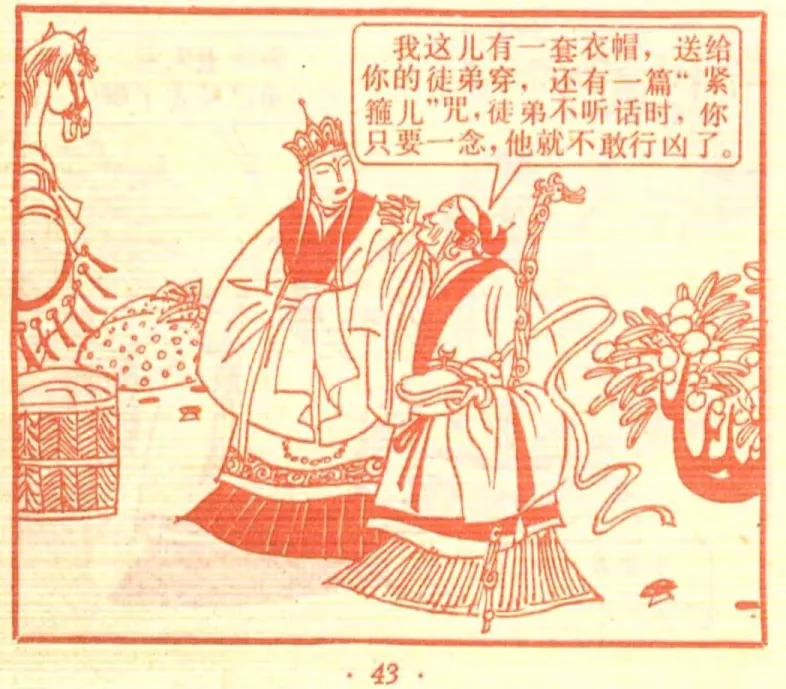 我这儿有一套衣帽，送给
你的徒弟穿，还有一篇“紧
箍儿”咒，徒弟不听话时，你
只要一念，他就不敢行凶了。
· 43 ·